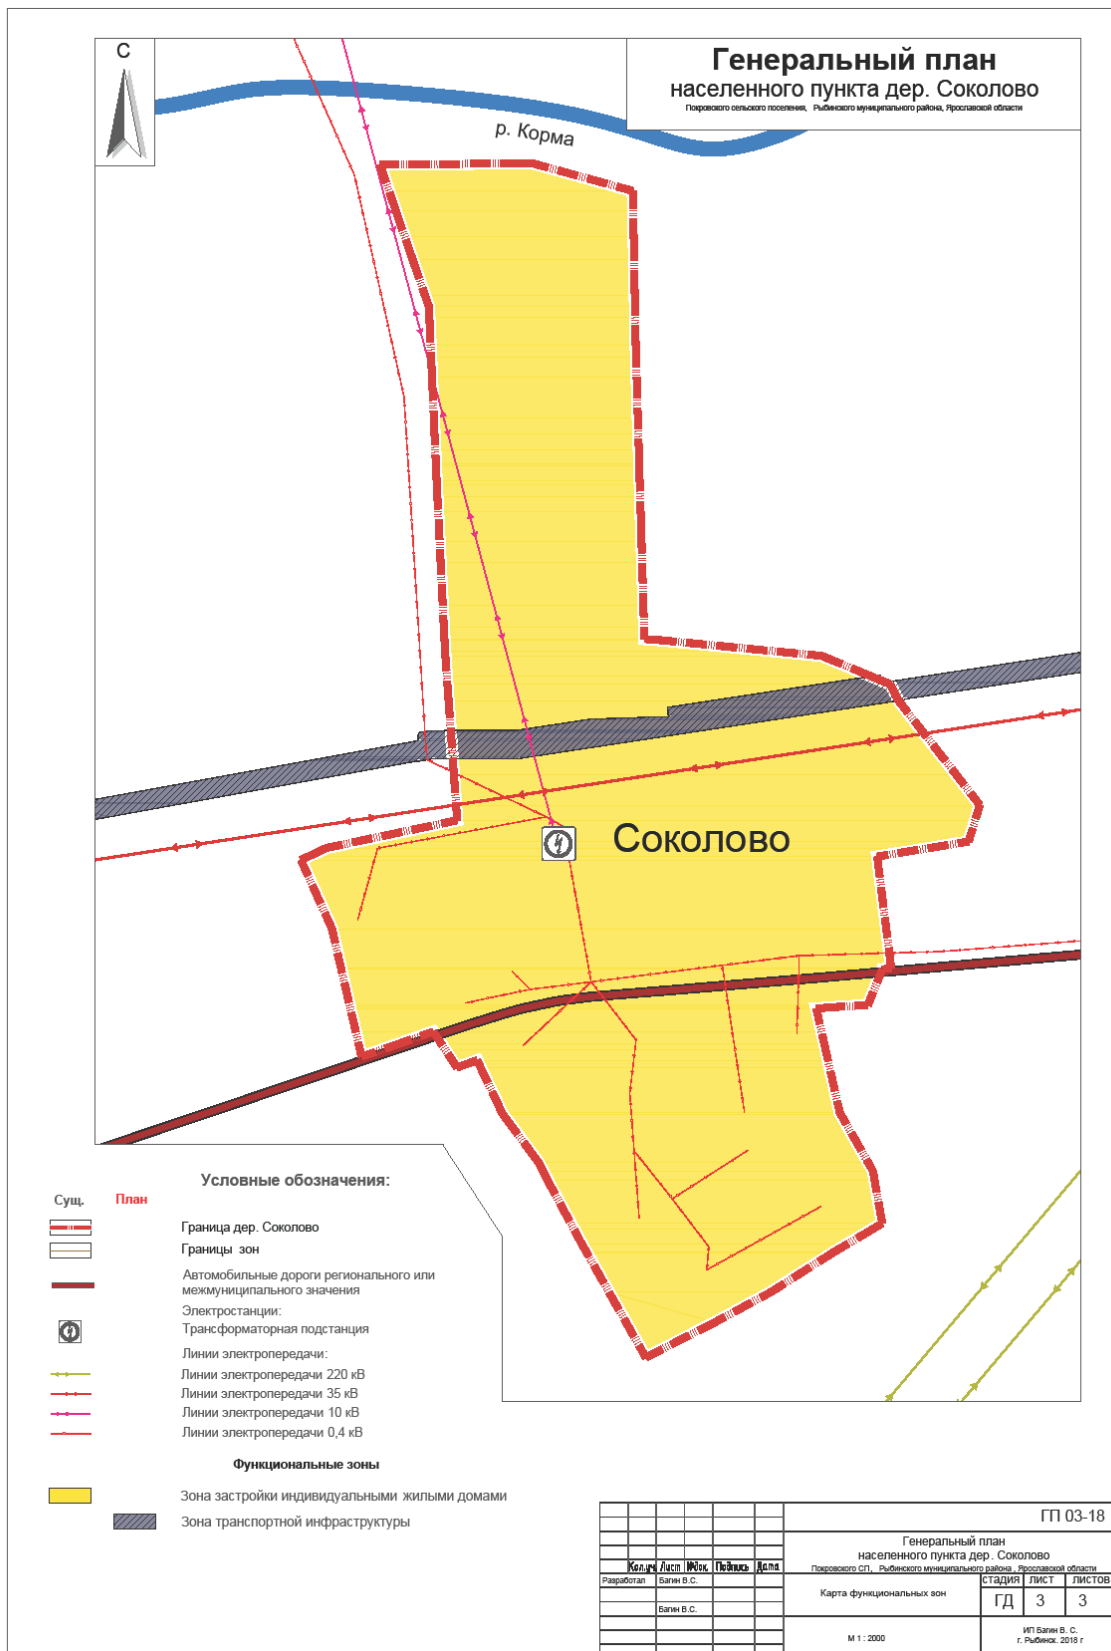 С
Генеральный план
населенного пункта дер. Соколово
Покровского сельского поселения, Рыбинского муниципального района, Ярославской области
р. Корма
Соколово
Условные обозначения:
Сущ. План
Граница дер. Соколово
Границы зон
Автомобильные дороги регионального или
межмуниципального значения
Электростанции:
Трансформаторная подстанция
Линии электропередачи:
Линии электропередачи 220 кВ
Линии электропередачи 35 кВ
Линии электропередачи 10 кВ
Линии электропередачи 0,4 кВ
Функциональные зоны
Зона застройки индивидуальными жилыми домами
Зона транспортной инфраструктуры
ГП 03-18
Генеральный план
населенного пункта дер. Соколово
Покровского СП, Рыбинского муниципального района, Ярославской области
Кол.уч Лист №док. Подпись Дата
Разработал Багин В.С.
Багин В.С.
Карта функциональных зон
стадия лист листов
ГД 3 3
М 1 : 2000
ИП Багин В. С.
г. Рыбинск. 2018 г